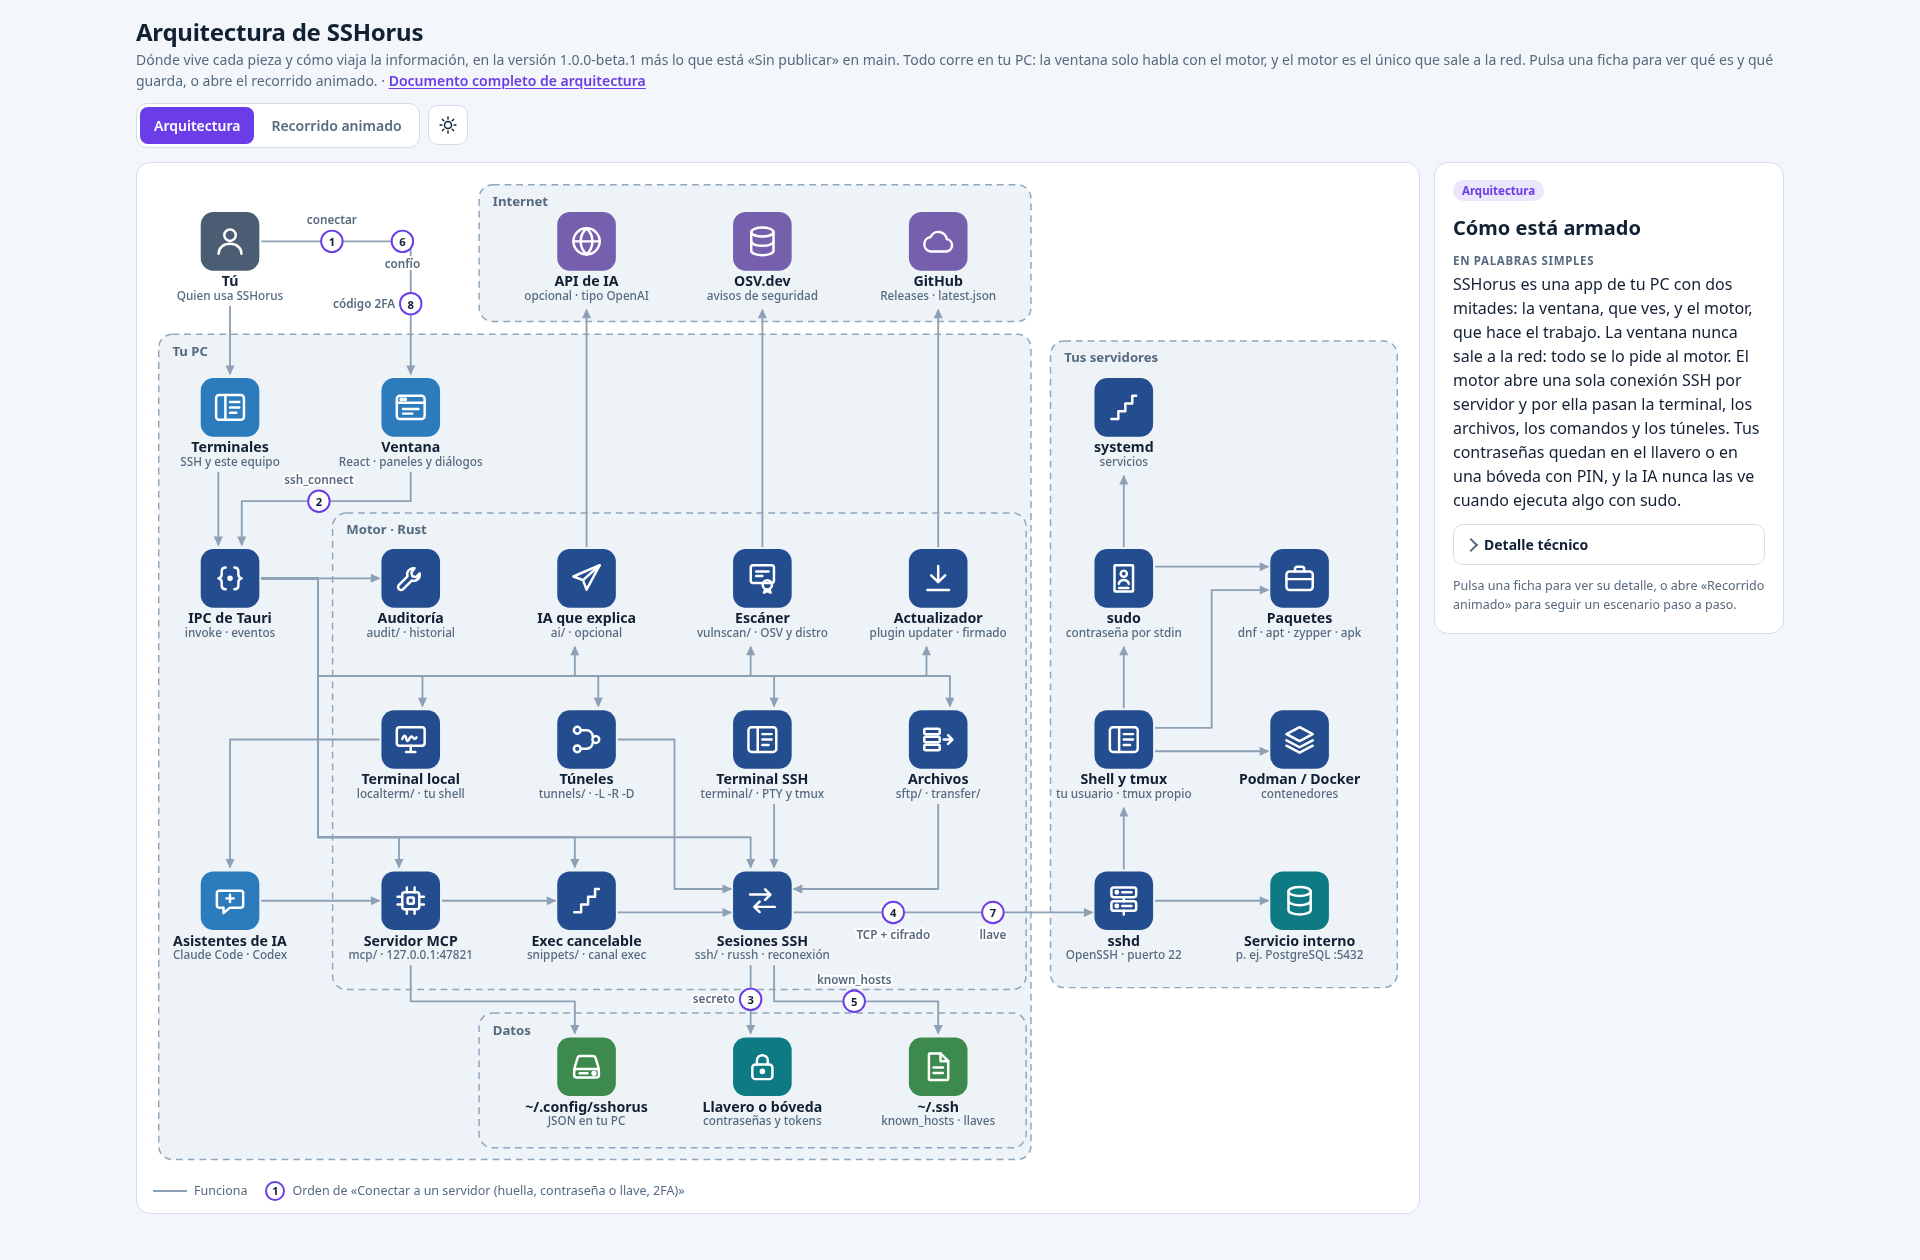 Arquitectura de SSHorus
Dónde vive cada pieza y cómo viaja la información, en la versión 1.0.0-beta.1 más lo que está «Sin publicar» en main. Todo corre en tu PC: la ventana solo habla con el motor, y el motor es el único que sale a la red. Pulsa una ficha para ver qué es y qué
guarda, o abre el recorrido animado. · Documento completo de arquitectura
Arquitectura
Recorrido animado
Internet
conectar
1
6
confío
código 2FA
8
Tú
Quien usa SSHorus
API de IA
opcional · tipo OpenAI
OSV.dev
avisos de seguridad
GitHub
Releases · latest.json
Tu PC
Terminales
SSH y este equipo
Ventana
React · paneles y diálogos
ssh_connect
2
Motor · Rust
IPC de Tauri
invoke · eventos
Auditoría
audit/ · historial
IA que explica
ai/ · opcional
Escáner
vulnscan/ · OSV y distro
Actualizador
plugin updater · firmado
Terminal local
localterm/ · tu shell
Túneles
tunnels/ · -L -R -D
Terminal SSH
terminal/ · PTY y tmux
Archivos
sftp/ · transfer/
Asistentes de IA
Claude Code · Codex
Servidor MCP
mcp/ · 127.0.0.1:47821
Exec cancelable
snippets/ · canal exec
Sesiones SSH
ssh/ · russh · reconexión
4
TCP + cifrado
7
llave
secreto
3
known_hosts
5
Datos
~/.config/sshorus
JSON en tu PC
Llavero o bóveda
contraseñas y tokens
~/.ssh
known_hosts · llaves
Tus servidores
systemd
servicios
sudo
contraseña por stdin
Paquetes
dnf · apt · zypper · apk
Shell y tmux
tu usuario · tmux propio
Podman / Docker
contenedores
sshd
OpenSSH · puerto 22
Servicio interno
p. ej. PostgreSQL :5432
Funciona
1
Orden de «Conectar a un servidor (huella, contraseña o llave, 2FA)»
Arquitectura
Cómo está armado
EN PALABRAS SIMPLES
SSHorus es una app de tu PC con dos
mitades: la ventana, que ves, y el motor,
que hace el trabajo. La ventana nunca
sale a la red: todo se lo pide al motor. El
motor abre una sola conexión SSH por
servidor y por ella pasan la terminal, los
archivos, los comandos y los túneles. Tus
contraseñas quedan en el llavero o en
una bóveda con PIN, y la IA nunca las ve
cuando ejecuta algo con sudo.
Detalle técnico
Pulsa una ficha para ver su detalle, o abre «Recorrido
animado» para seguir un escenario paso a paso.